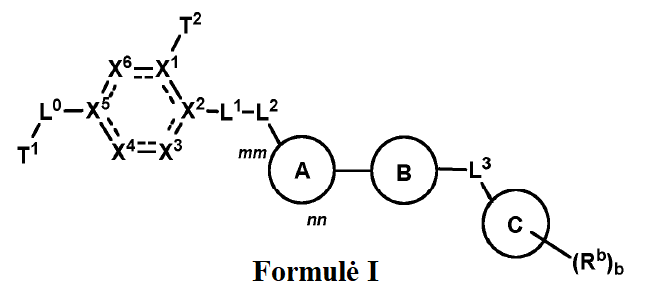 T²
X⁶ X¹
L⁰ X⁵ X² L¹ L²
T¹ X⁴ X³
mm A B L³
nn C
(Rᵇ)b
Formulė I